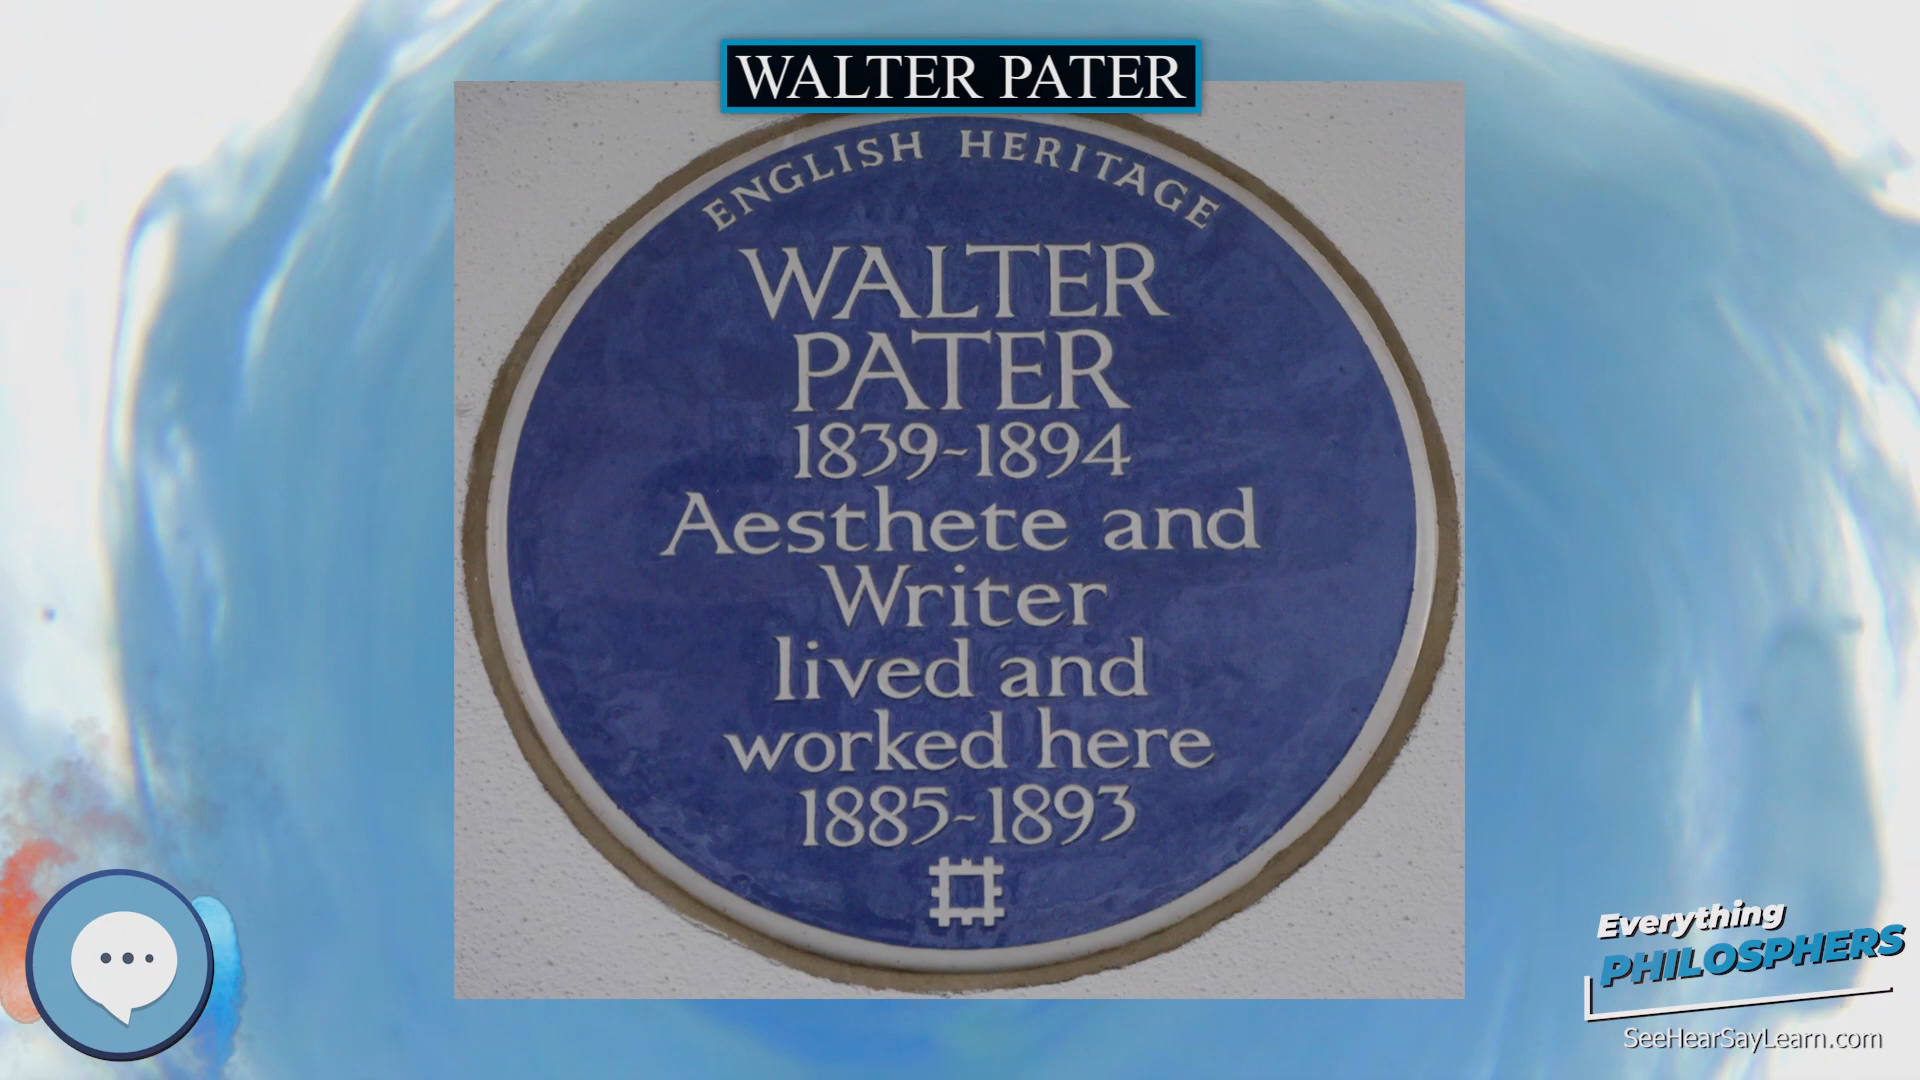 WALTER PATER
ENGLISH HERITAGE
WALTER
PATER
1839-1894
Aesthete and
Writer
lived and
worked here
1885-1893
Everything
PHILOSPHERS
SeeHearSayLearn.com